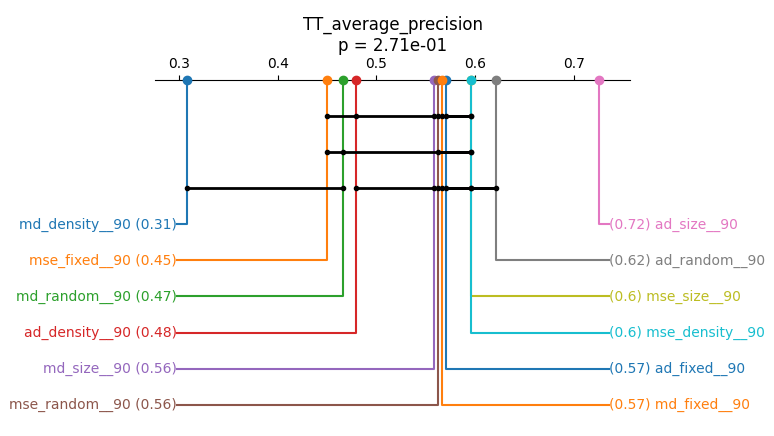 TT_average_precision
p = 2.71e-01
0.3 0.4 0.5 0.6 0.7
md_density__90 (0.31)
(0.72) ad_size__90
mse_fixed__90 (0.45)
(0.62) ad_random__90
md_random__90 (0.47)
(0.6) mse_size__90
ad_density__90 (0.48)
(0.6) mse_density__90
md_size__90 (0.56)
(0.57) ad_fixed__90
mse_random__90 (0.56)
(0.57) md_fixed__90